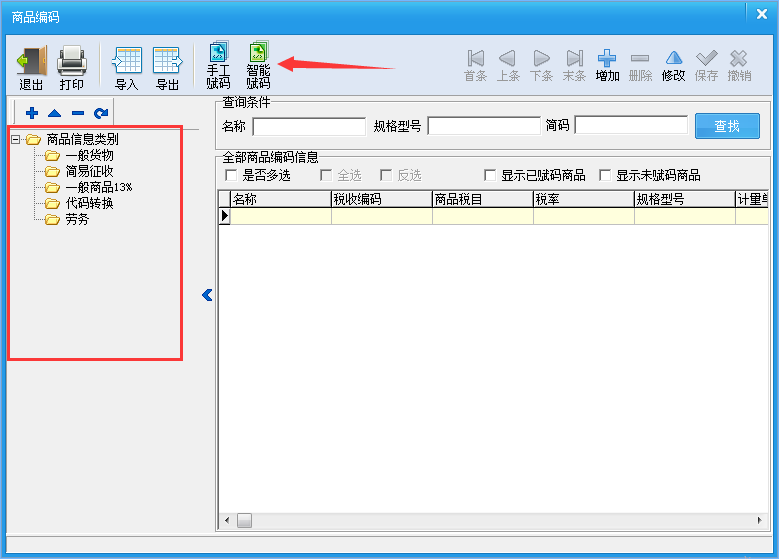 商品编码
退出 打印 导入 导出 手工赋码 智能赋码 首条 上条 下条 末条 增加 删除 修改 保存 撤销
查询条件
名称 规格型号 简码 查找
全部商品编码信息
是否多选 全选 反选 显示已赋码商品 显示未赋码商品
名称 税收编码 商品税目 税率 规格型号 计量单
商品信息类别
一般货物
简易征收
一般商品13%
代码转换
劳务